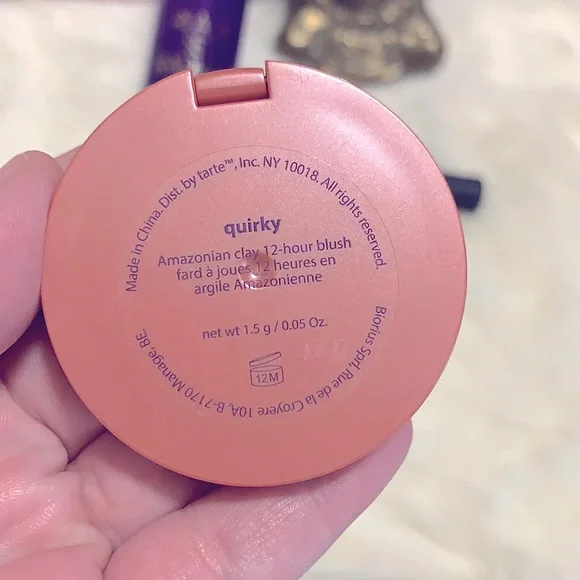 Made in China. Dist. by tarte™, Inc. NY 10018. All rights reserved.
quirky
Amazonian clay 12-hour blush
fard à joues 12 heures en
argile Amazonienne
net wt 1.5 g / 0.05 Oz.
12M
Biorius Sprl, Rue de la Croyere 10A, B-7170 Manage, BE.